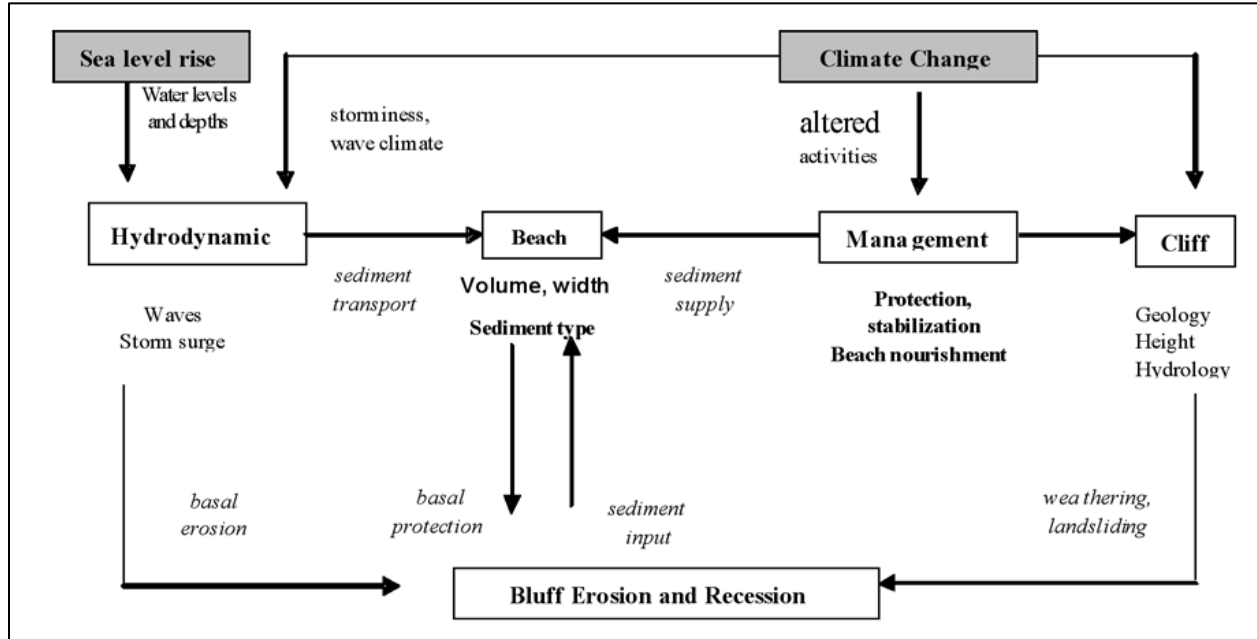 Sea level rise
Climate Change
Water levels
and depths
storminess,
wave climate
altered
activities
Hydrodynamic
Beach
Management
Cliff
sediment
transport
Volume, width
Sediment type
sediment
supply
Protection,
stabilization
Beach nourishment
Waves
Storm surge
Geology
Height
Hydrology
basal
erosion
basal
protection
sediment
input
weathering,
landsliding
Bluff Erosion and Recession